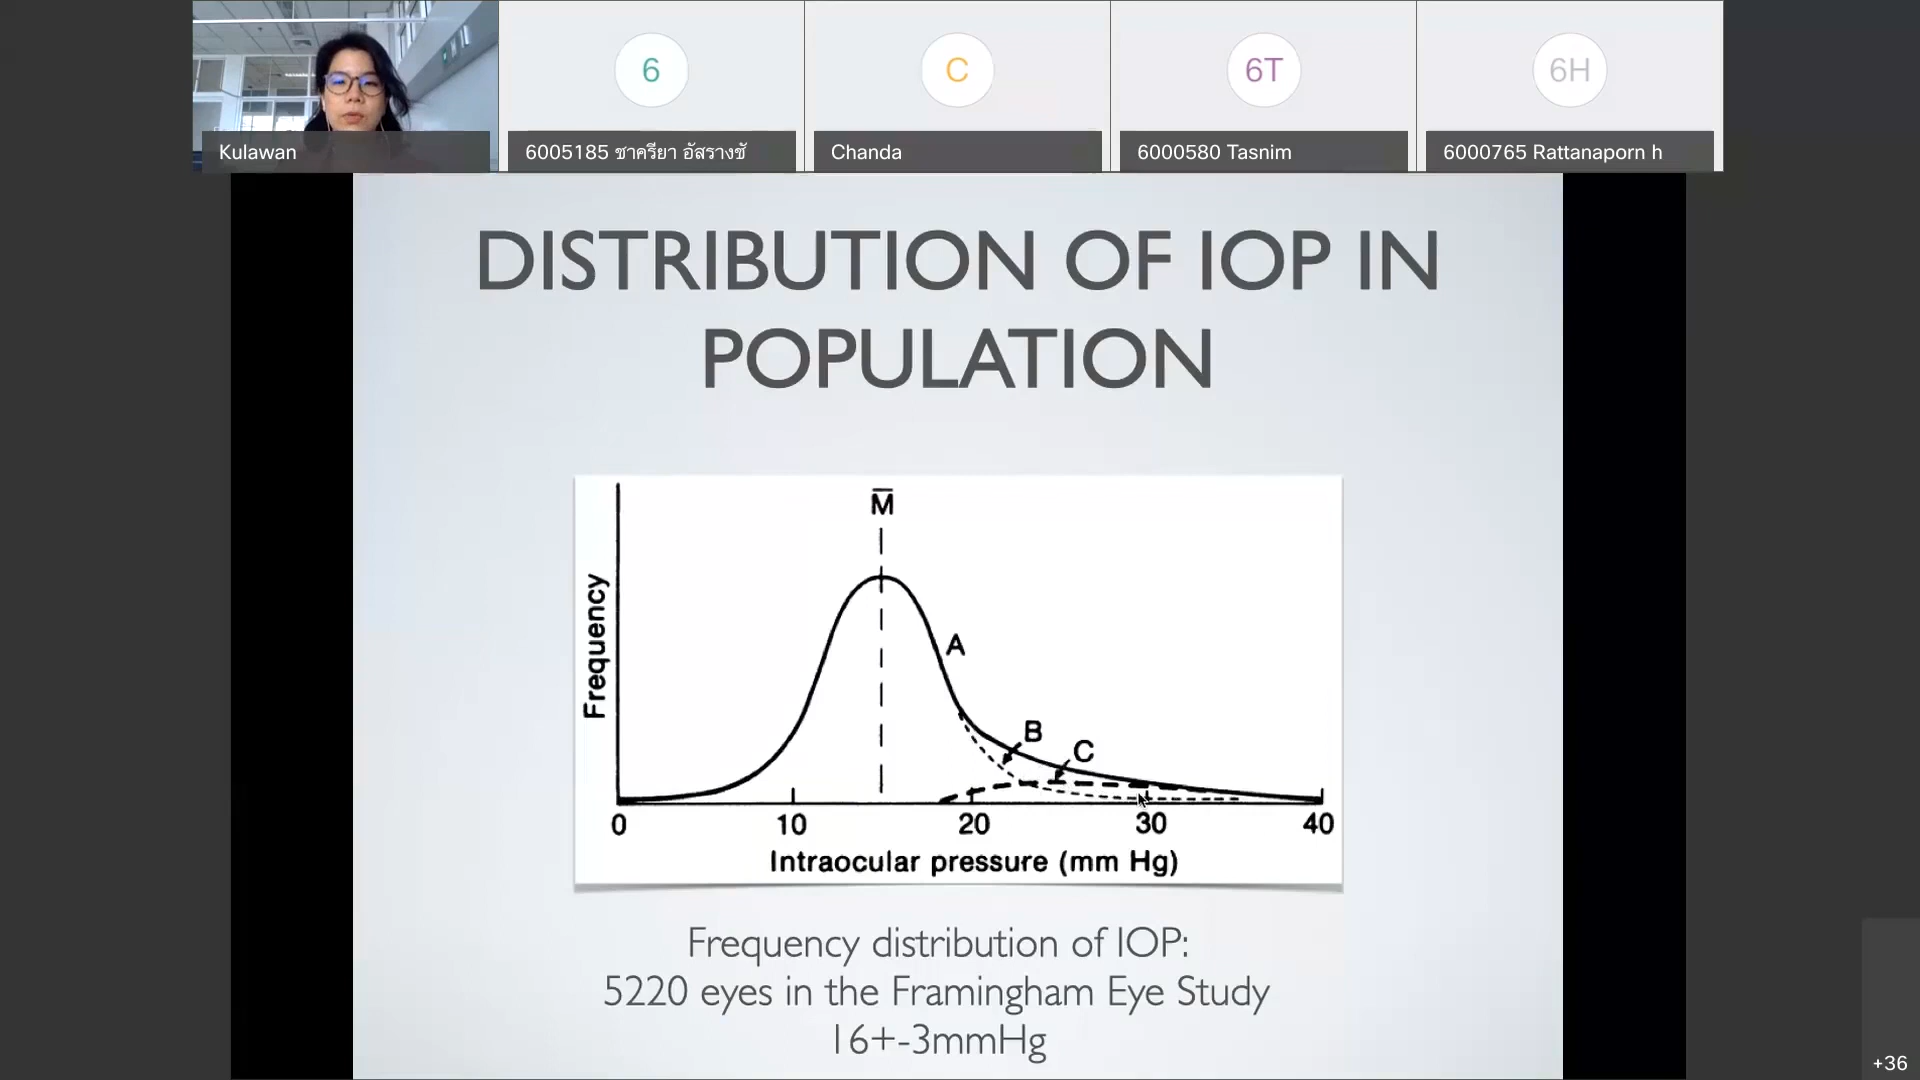 6
C
6T
6H
Kulawan
6005185 ซาครียา อัสรางชั
Chanda
6000580 Tasnim
6000765 Rattanaporn h
DISTRIBUTION OF IOP IN
POPULATION
M̅
Frequency
A
B
C
0 10 20 30 40
Intraocular pressure (mm Hg)
Frequency distribution of IOP:
5220 eyes in the Framingham Eye Study
16+-3mmHg
+36